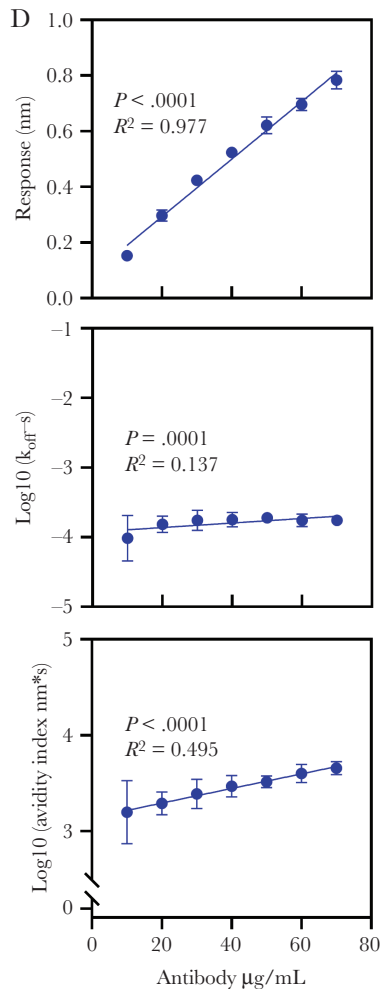 D
1.0
0.8
0.6
0.4
0.2
0.0
Response (nm)
P < .0001
R² = 0.977
–1
–2
–3
–4
–5
Log10 (k_off–s)
P = .0001
R² = 0.137
5
4
3
0
Log10 (avidity index nm*s)
P < .0001
R² = 0.495
0 20 40 60 80
Antibody µg/mL